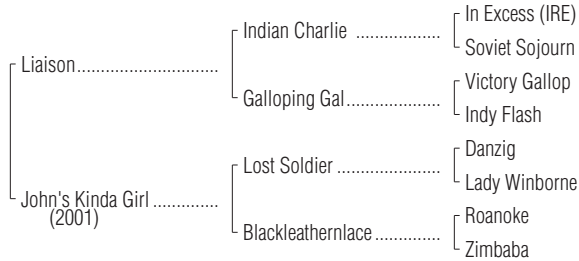 In Excess (IRE)
Indian Charlie ..................
Soviet Sojourn
Liaison..............................
Victory Gallop
Galloping Gal....................
Indy Flash
Danzig
Lost Soldier ......................
Lady Winborne
John's Kinda Girl ..............
(2001)
Roanoke
Blackleathernlace..............
Zimbaba